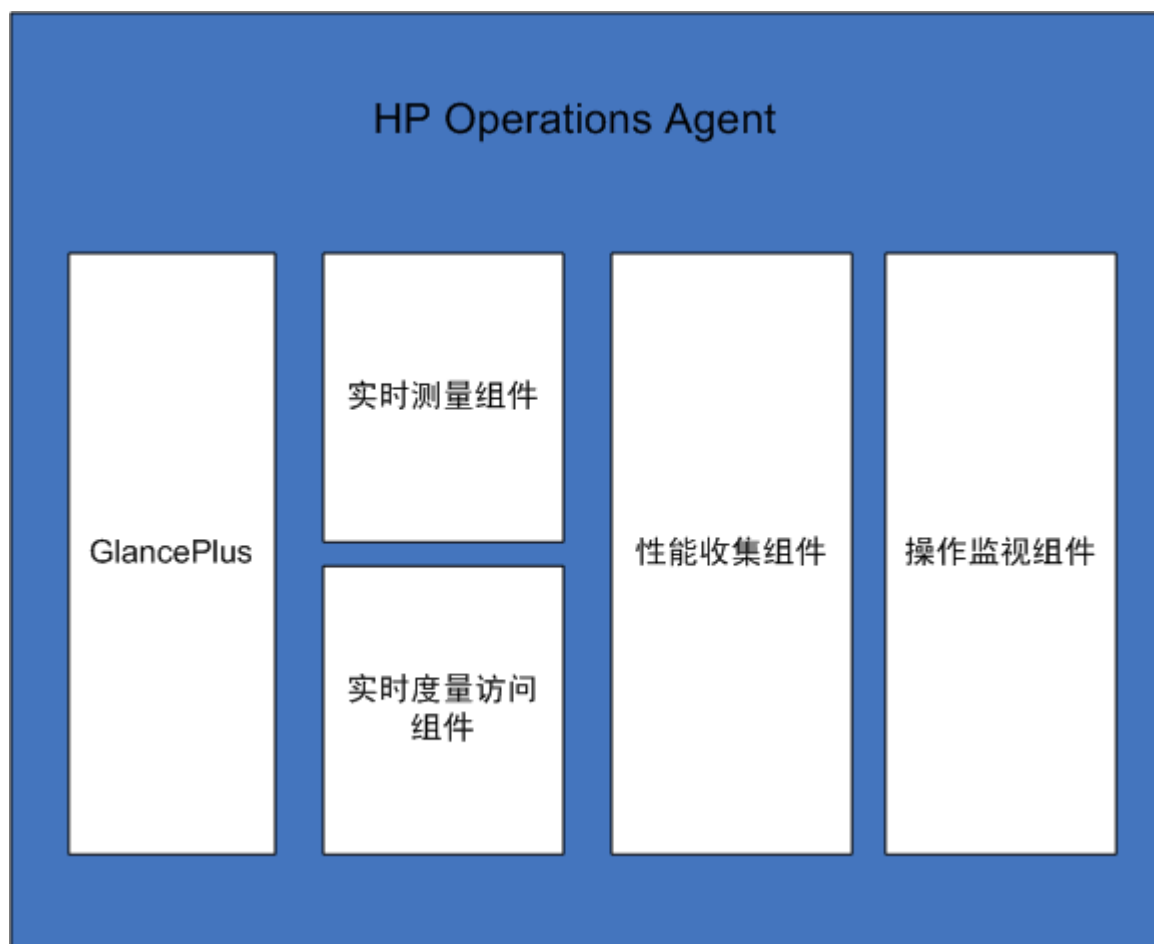 HP Operations Agent
GlancePlus
实时测量组件
实时度量访问
组件
性能收集组件
操作监视组件